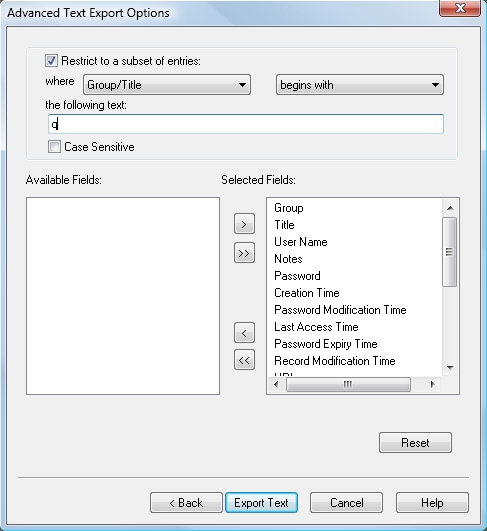 Advanced Text Export Options
Restrict to a subset of entries:
where Group/Title begins with
the following text:
q
Case Sensitive
Available Fields: Selected Fields:
Group
Title
User Name
Notes
Password
Creation Time
Password Modification Time
Last Access Time
Password Expiry Time
Record Modification Time
> 
>>
<
<<
Reset
< Back Export Text Cancel Help